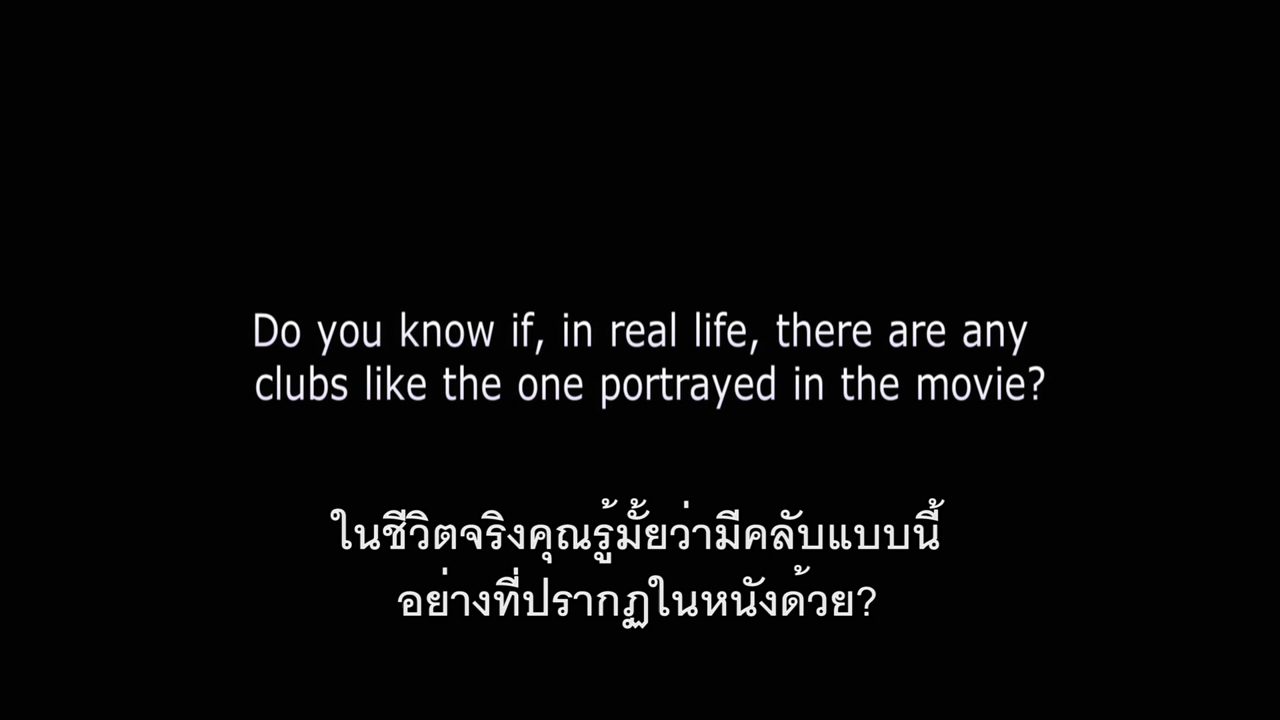 Do you know if, in real life, there are any
clubs like the one portrayed in the movie?
ในชีวิตจริงคุณรู้มั้ยว่ามีคลับแบบนี้
อย่างที่ปรากฏในหนังด้วย?